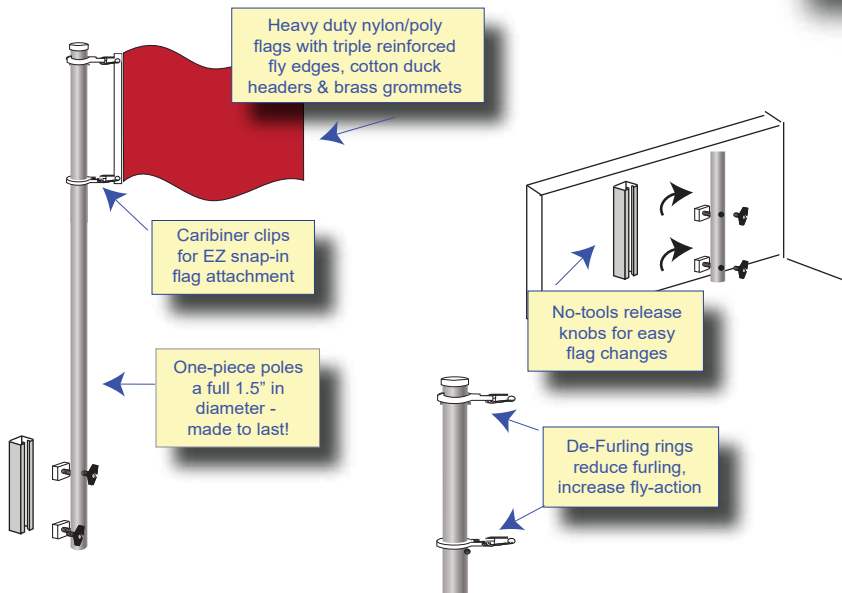 Heavy duty nylon/poly
flags with triple reinforced
fly edges, cotton duck
headers & brass grommets
Caribiner clips
for EZ snap-in
flag attachment
No-tools release
knobs for easy
flag changes
One-piece poles
a full 1.5” in
diameter -
made to last!
De-Furling rings
reduce furling,
increase fly-action